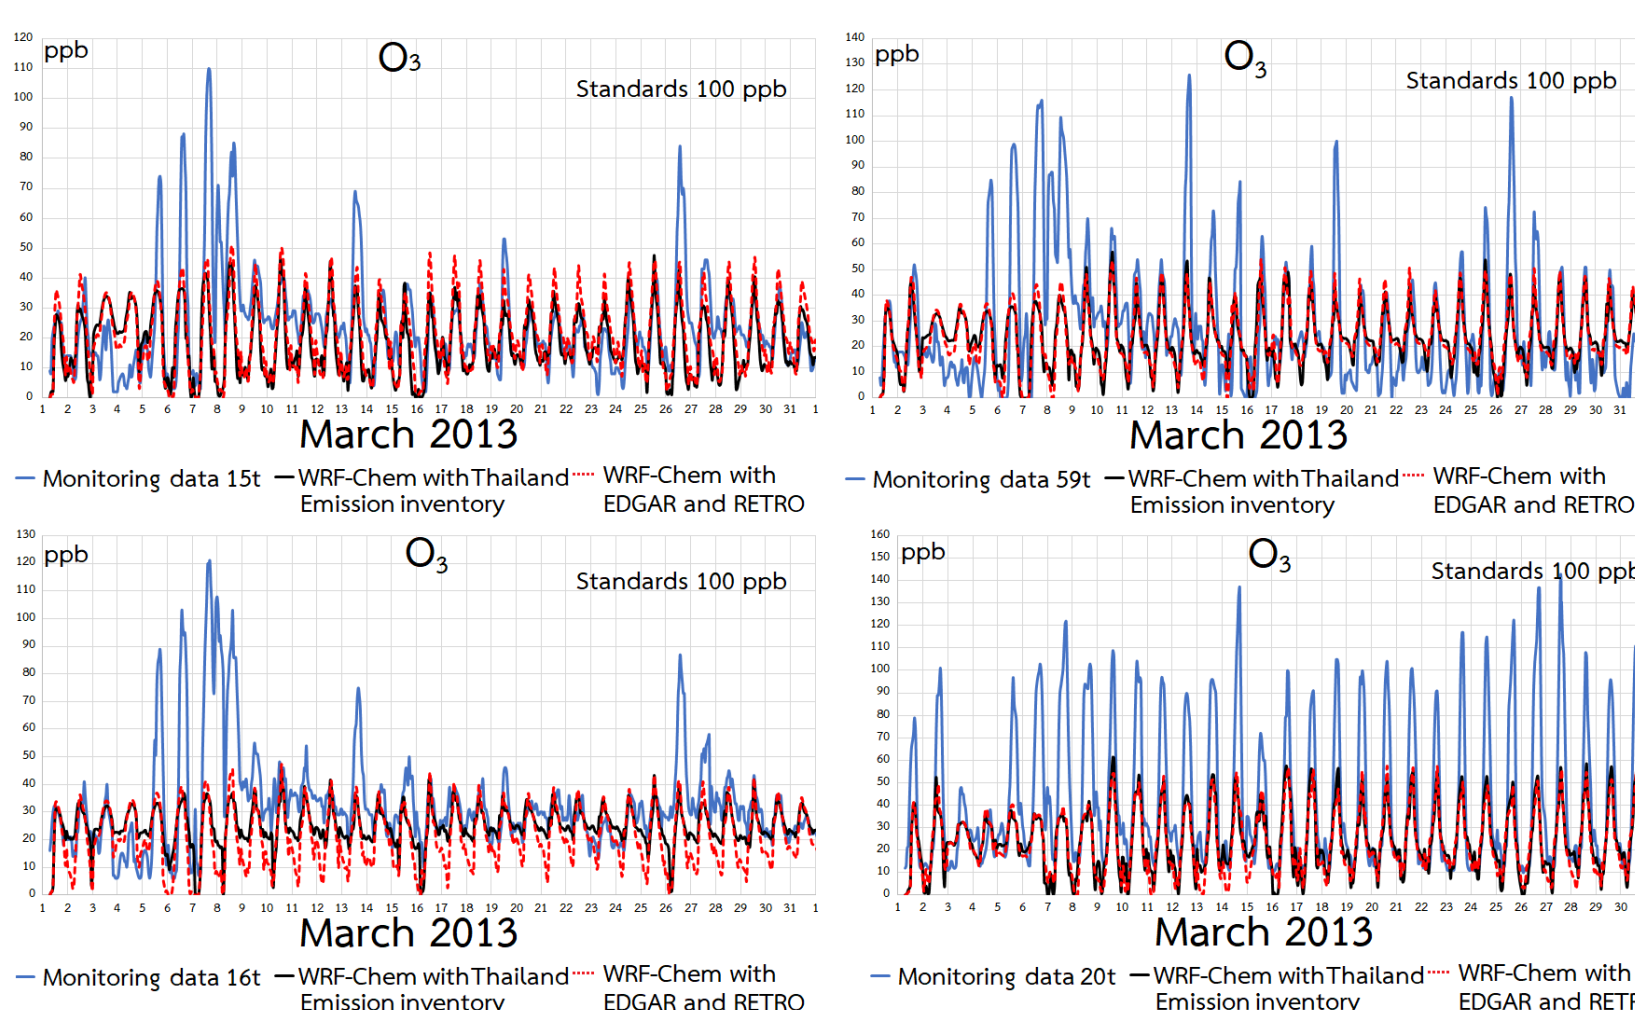 ppb
O3
Standards 100 ppb
120
110
100
90
80
70
60
50
40
30
20
10
0
1 2 3 4 5 6 7 8 9 10 11 12 13 14 15 16 17 18 19 20 21 22 23 24 25 26 27 28 29 30 31 1
March 2013
Monitoring data 15t
WRF-Chem with Thailand
Emission inventory
WRF-Chem with
EDGAR and RETRO
ppb
O3
Standards 100 ppb
140
130
120
110
100
90
80
70
60
50
40
30
20
10
0
1 2 3 4 5 6 7 8 9 10 11 12 13 14 15 16 17 18 19 20 21 22 23 24 25 26 27 28 29 30 31
March 2013
Monitoring data 59t
WRF-Chem with Thailand
Emission inventory
WRF-Chem with
EDGAR and RETRO
ppb
O3
Standards 100 ppb
130
120
110
100
90
80
70
60
50
40
30
20
10
0
1 2 3 4 5 6 7 8 9 10 11 12 13 14 15 16 17 18 19 20 21 22 23 24 25 26 27 28 29 30 31 1
March 2013
Monitoring data 16t
WRF-Chem with Thailand
Emission inventory
WRF-Chem with
EDGAR and RETRO
ppb
O3
Standards 100 ppb
160
150
140
130
120
110
100
90
80
70
60
50
40
30
20
10
0
1 2 3 4 5 6 7 8 9 10 11 12 13 14 15 16 17 18 19 20 21 22 23 24 25 26 27 28 29 30
March 2013
Monitoring data 20t
WRF-Chem with Thailand
Emission inventory
WRF-Chem with
EDGAR and RETR